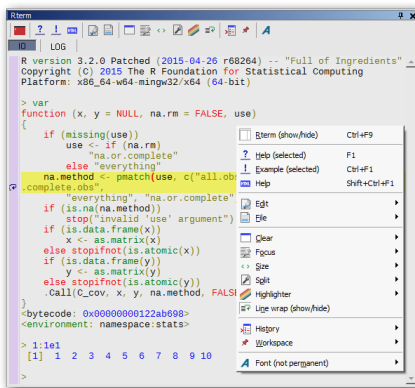 Rterm
IO LOG
R version 3.2.0 Patched (2015-04-26 r68264) -- "Full of Ingredients"
Copyright (C) 2015 The R Foundation for Statistical Computing
Platform: x86_64-w64-mingw32/x64 (64-bit)
> var
function (x, y = NULL, na.rm = FALSE, use)
{
if (missing(use))
use <- if (na.rm)
"na.or.complete"
else "everything"
na.method <- pmatch(use, c("all.obs
.complete.obs",
"everything", "na.or.complete"
if (is.na(na.method))
stop("invalid 'use' argument")
if (is.data.frame(x))
x <- as.matrix(x)
else stopifnot(is.atomic(x))
if (is.data.frame(y))
y <- as.matrix(y)
else stopifnot(is.atomic(y))
.Call(C_cov, x, y, na.method, FALSE
}
<bytecode: 0x00000000122ab698>
<environment: namespace:stats>
> 1:1e1
[1] 1 2 3 4 5 6 7 8 9 10
>
Rterm (show/hide) Ctrl+F9
Help (selected) F1
Example (selected) Ctrl+F1
Help Shift+Ctrl+F1
Edit
File
Clear
Focus
Size
Split
Highlighter
Line wrap (show/hide)
History
Workspace
Font (not permanent)